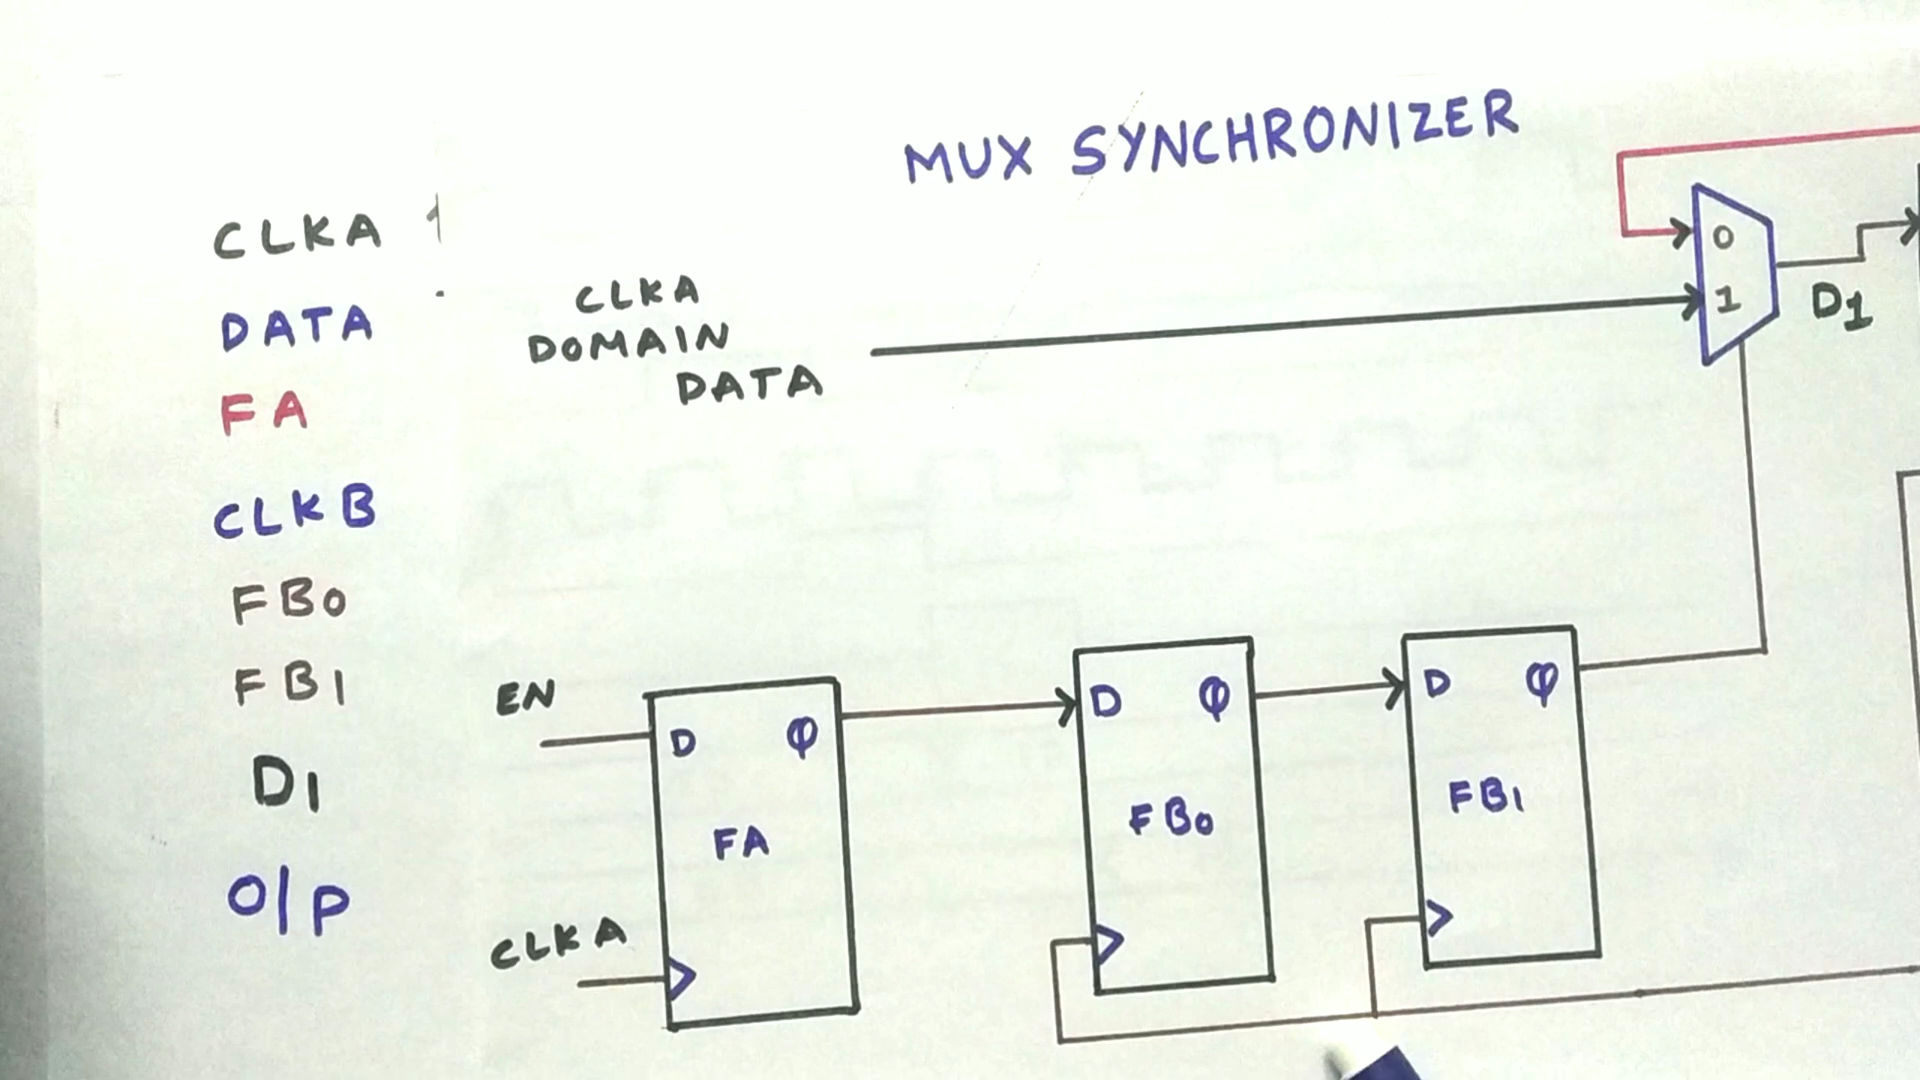 MUX SYNCHRONIZER
CLKA
DATA
FA
CLKB
FB0
FB1
D1
O/P
CLKA
DOMAIN
DATA
0
1
D1
EN
D Q
FA
CLKA
D Q
FB0
D Q
FB1